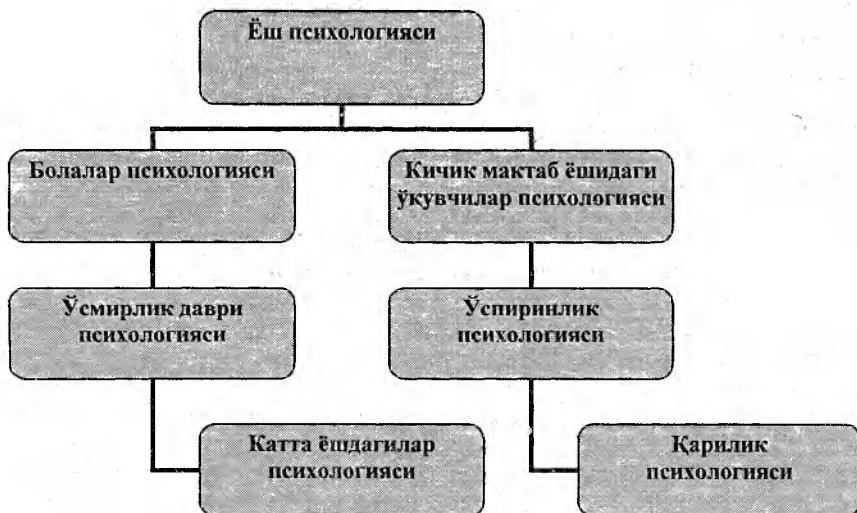 Ёш психологияси
Болалар психологияси
Кичик мактаб ёшидаги
ўқувчилар психологияси
Ўсмирлик даври
психологияси
Ўспиринлик
психологияси
Катта ёшдагилар
психологияси
Қарилик
психологияси